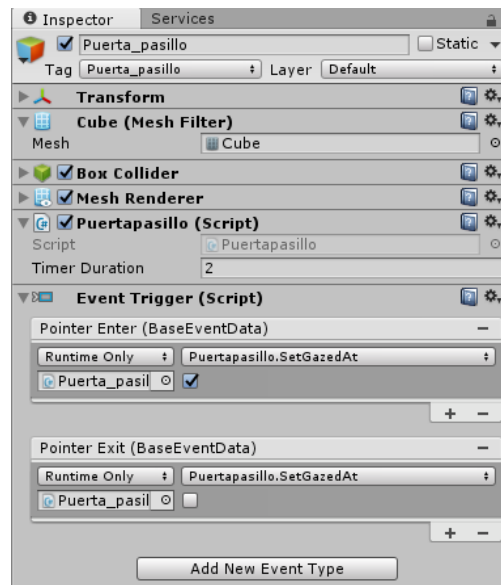 Inspector Services
Puerta_pasillo Static
Tag Puerta_pasillo Layer Default
Transform
Cube (Mesh Filter)
Mesh Cube
Box Collider
Mesh Renderer
Puertapasillo (Script)
Script Puertapasillo
Timer Duration 2
Event Trigger (Script)
Pointer Enter (BaseEventData)
Runtime Only Puertapasillo.SetGazedAt
Puerta_pasil
Pointer Exit (BaseEventData)
Runtime Only Puertapasillo.SetGazedAt
Puerta_pasil
Add New Event Type